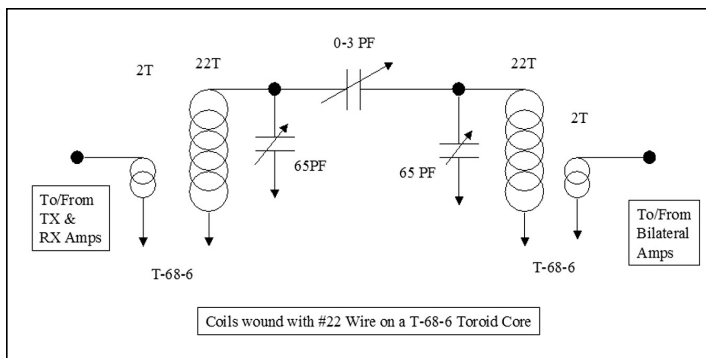 0-3 PF
2T
22T
22T
2T
65PF
65 PF
To/From
TX &
RX Amps
To/From
Bilateral
Amps
T-68-6
T-68-6
Coils wound with #22 Wire on a T-68-6 Toroid Core